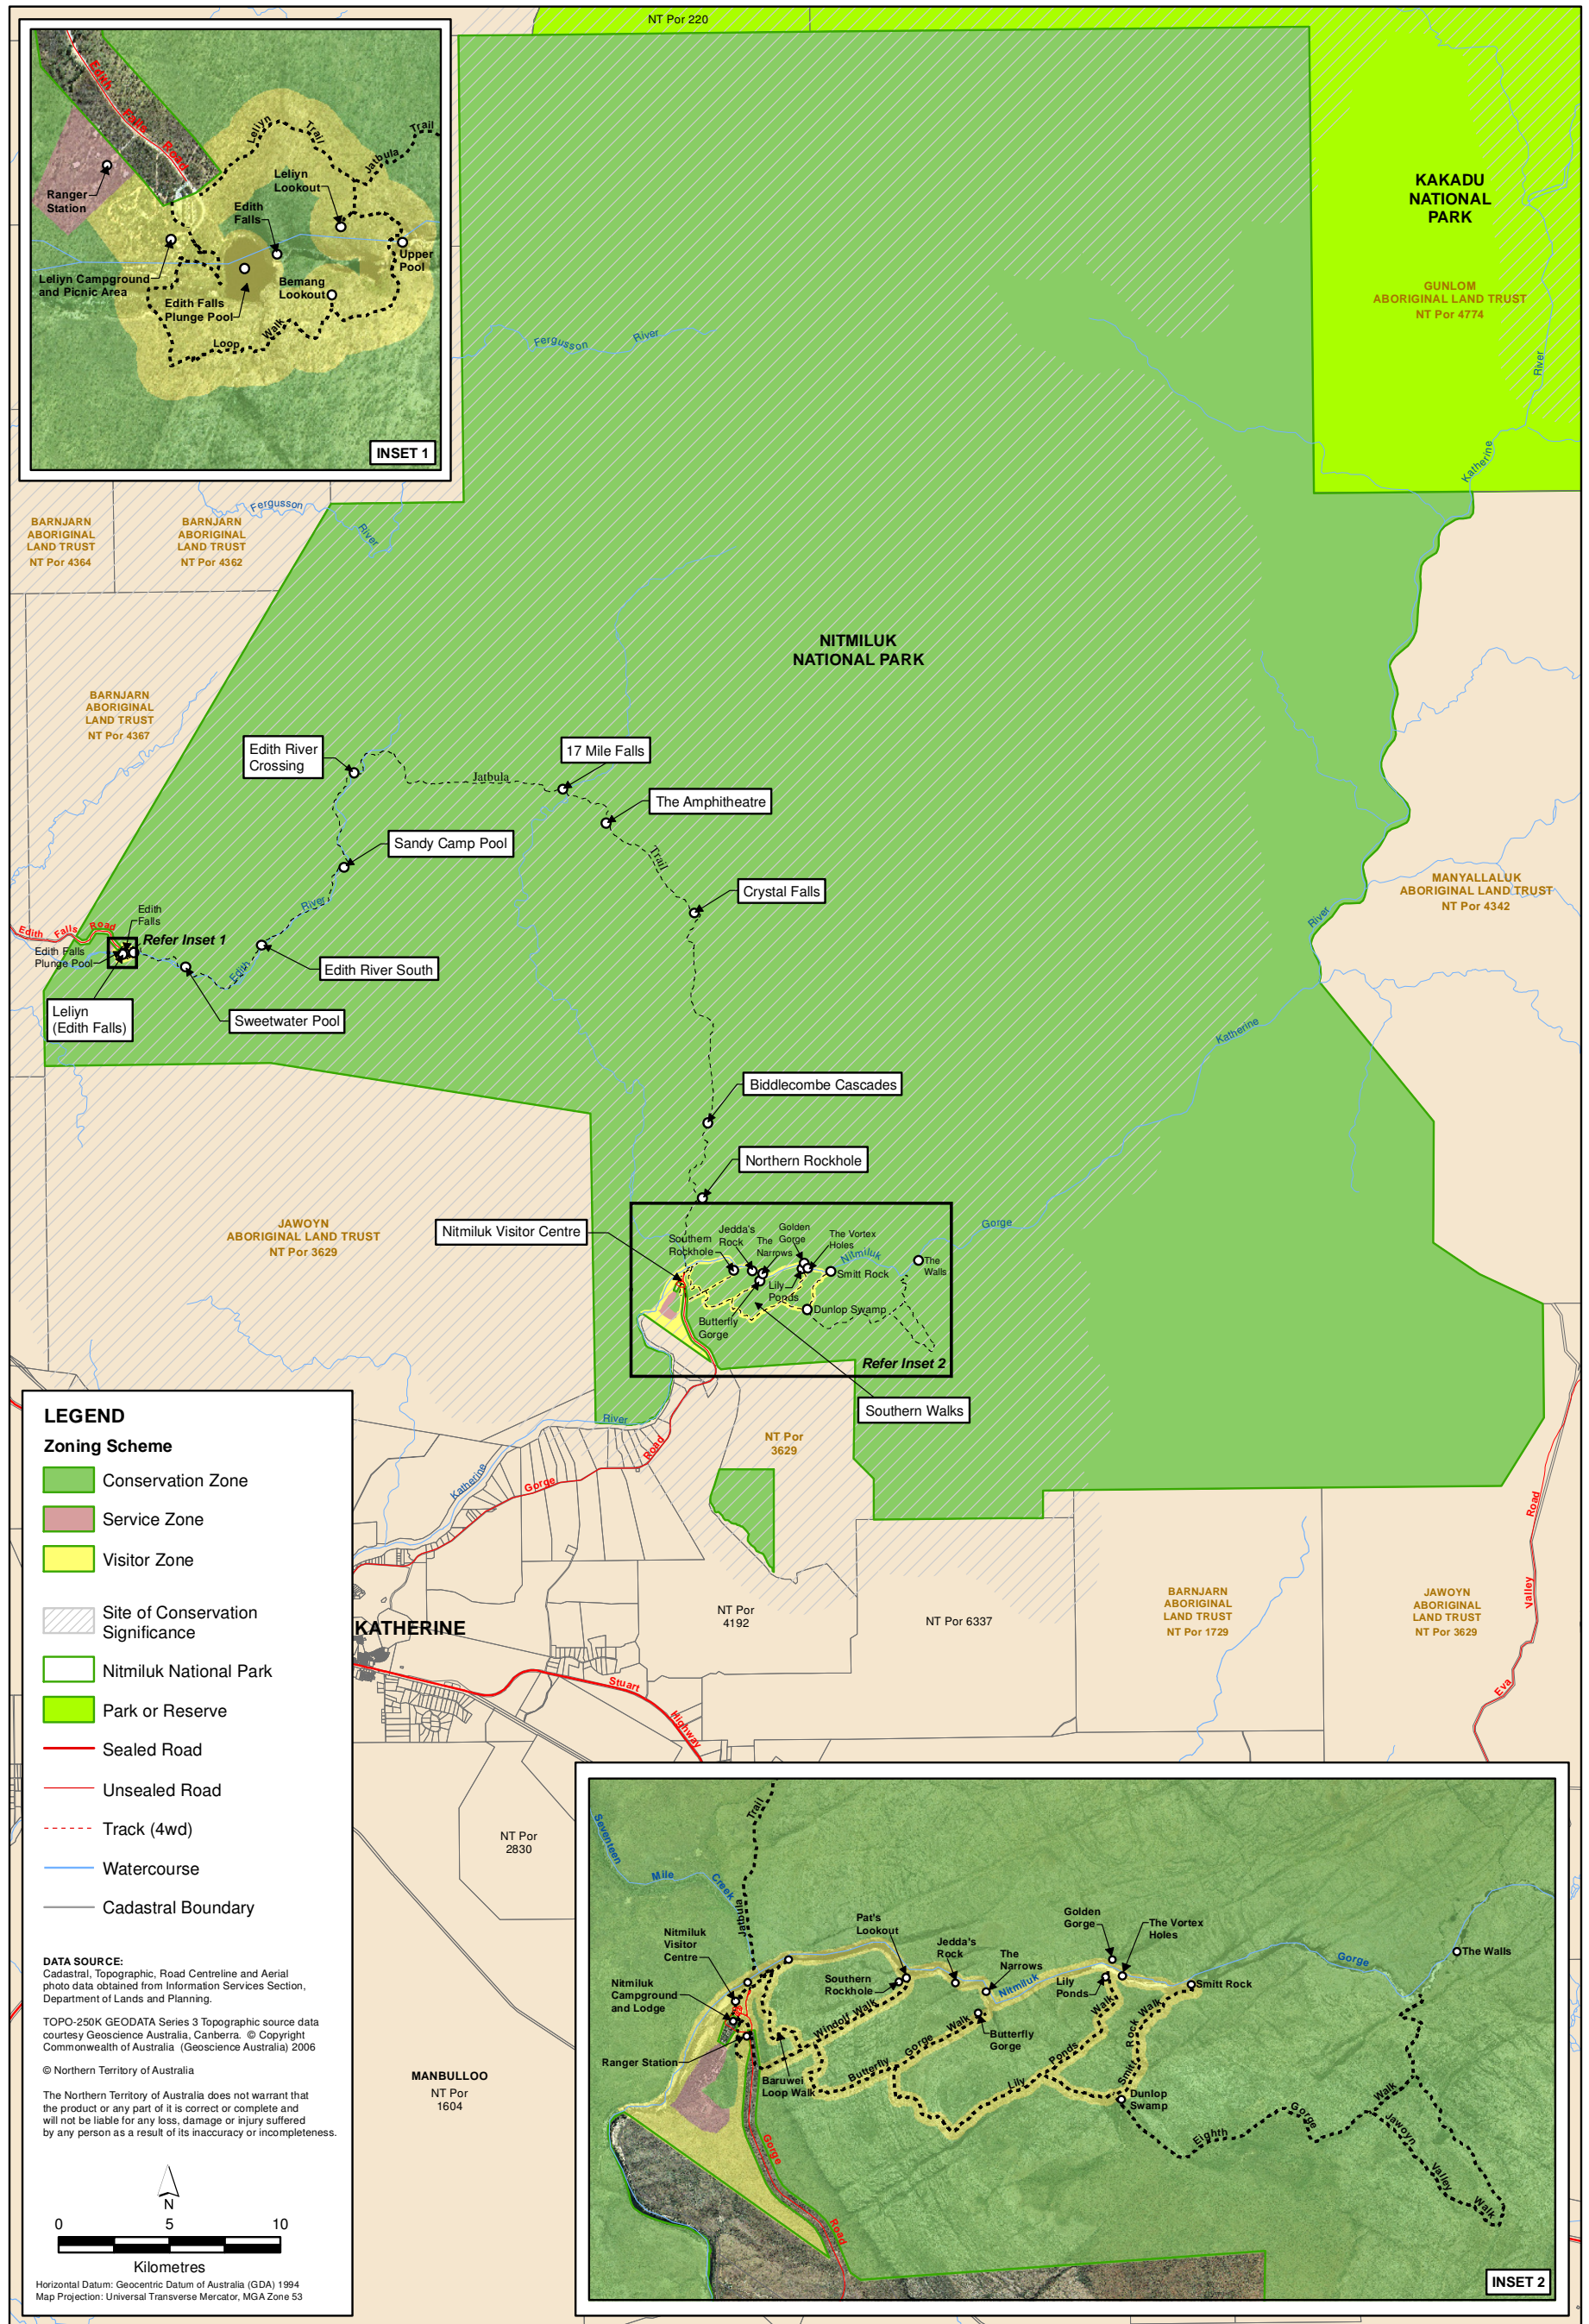 NT Por 220
Edith
Falls
Road
Leliyn
Trail
Jatbula
Trail
Ranger
Station
Leliyn
Lookout
Edith
Falls
Upper
Pool
Leliyn Campground
and Picnic Area
Bemang
Lookout
Edith Falls
Plunge Pool
Loop
Walk
INSET 1
KAKADU
NATIONAL
PARK
GUNLOM
ABORIGINAL LAND TRUST
NT Por 4774
River
Katherine
Fergusson
River
Fergusson
River
BARNJARN
ABORIGINAL
LAND TRUST
NT Por 4364
BARNJARN
ABORIGINAL
LAND TRUST
NT Por 4362
NITMILUK
NATIONAL PARK
BARNJARN
ABORIGINAL
LAND TRUST
NT Por 4367
Edith River
Crossing
17 Mile Falls
Jatbula
The Amphitheatre
Sandy Camp Pool
Trail
Crystal Falls
MANYALLALUK
ABORIGINAL LAND TRUST
NT Por 4342
River
River
Edith
Falls
Edith
Falls
Road
Refer Inset 1
Edith Falls
Plunge Pool
Edith
Edith River South
Leliyn
(Edith Falls)
Sweetwater Pool
Katherine
Biddlecombe Cascades
Northern Rockhole
JAWOYN
ABORIGINAL LAND TRUST
NT Por 3629
Nitmiluk Visitor Centre
Gorge
Southern
Rockhole
Jedda's
Rock
The
Narrows
Golden
Gorge
The Vortex
Holes
Nitmiluk
The
Walls
Smitt Rock
Lily
Ponds
Dunlop Swamp
Butterfly
Gorge
Refer Inset 2
Southern Walks
River
Road
Katherine
Gorge
NT Por
3629
LEGEND
Zoning Scheme
Conservation Zone
Service Zone
Visitor Zone
Site of Conservation
Significance
Nitmiluk National Park
Park or Reserve
Sealed Road
Unsealed Road
Track (4wd)
Watercourse
Cadastral Boundary
DATA SOURCE:
Cadastral, Topographic, Road Centreline and Aerial
photo data obtained from Information Services Section,
Department of Lands and Planning.
TOPO-250K GEODATA Series 3 Topographic source data
courtesy Geoscience Australia, Canberra. © Copyright
Commonwealth of Australia (Geoscience Australia) 2006
© Northern Territory of Australia
The Northern Territory of Australia does not warrant that
the product or any part of it is correct or complete and
will not be liable for any loss, damage or injury suffered
by any person as a result of its inaccuracy or incompleteness.
N
0 5 10
Kilometres
Horizontal Datum: Geocentric Datum of Australia (GDA) 1994
Map Projection: Universal Transverse Mercator, MGA Zone 53
KATHERINE
NT Por
4192
NT Por 6337
BARNJARN
ABORIGINAL
LAND TRUST
NT Por 1729
JAWOYN
ABORIGINAL
LAND TRUST
NT Por 3629
Road
Valley
Eva
Stuart
Highway
NT Por
2830
MANBULLOO
NT Por
1604
Seventeen
Mile
Creek
Trail
Jatbula
Nitmiluk
Visitor
Centre
Nitmiluk
Campground
and Lodge
Ranger Station
Pat's
Lookout
Southern
Rockhole
Jedda's
Rock
The
Narrows
Nitmiluk
Golden
Gorge
The Vortex
Holes
Lily
Ponds
Smitt Rock
Gorge
The Walls
Windolf Walk
Baruwei
Loop Walk
Butterfly
Gorge
Walk
Butterfly
Gorge
Lily
Ponds
Walk
Smitt
Rock
Walk
Dunlop
Swamp
Eighth
Gorge
Walk
Jawoyn
Valley
Walk
Gorge
Road
INSET 2